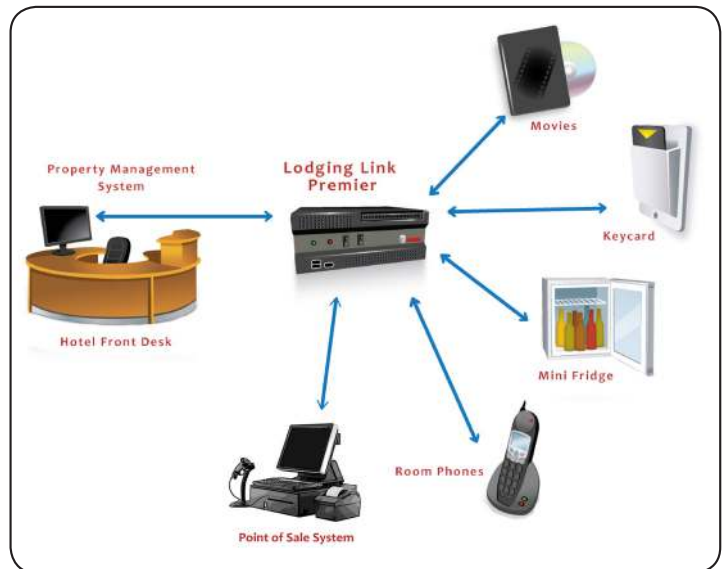 Movies
Property Management
System
Lodging Link
Premier
Keycard
Hotel Front Desk
Mini Fridge
Room Phones
Point of Sale System